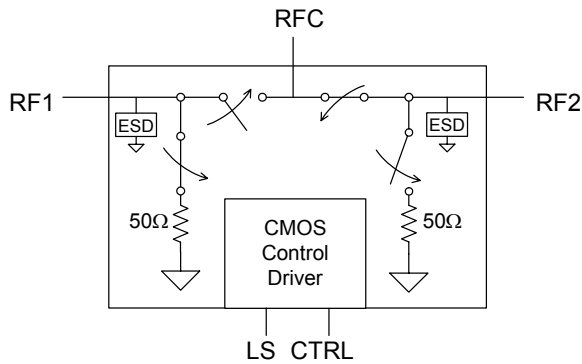 RFC
RF1
RF2
ESD
ESD
50Ω
50Ω
CMOS
Control
Driver
LS CTRL